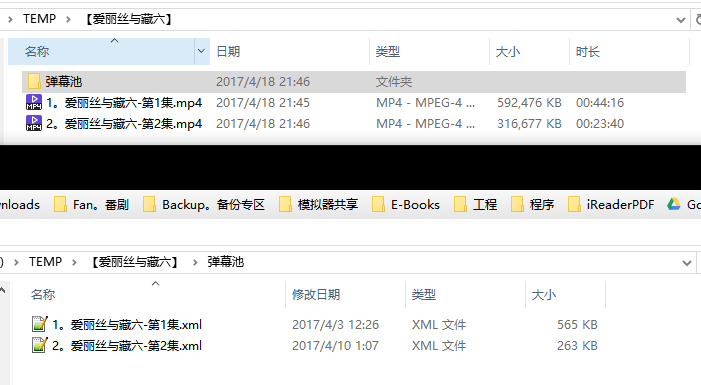 TEMP 【爱丽丝与藏六】
名称 日期 类型 大小 时长
弹幕池 2017/4/18 21:46 文件夹
1。爱丽丝与藏六-第1集.mp4 2017/4/18 21:45 MP4 - MPEG-4 ... 592,476 KB 00:44:16
2。爱丽丝与藏六-第2集.mp4 2017/4/18 21:46 MP4 - MPEG-4 ... 316,677 KB 00:23:40
wnloads Fan。番剧 Backup。备份专区 模拟器共享 E-Books 工程 程序 iReaderPDF Go
) TEMP 【爱丽丝与藏六】 弹幕池
名称 修改日期 类型 大小
1。爱丽丝与藏六-第1集.xml 2017/4/3 12:26 XML 文件 565 KB
2。爱丽丝与藏六-第2集.xml 2017/4/10 1:07 XML 文件 263 KB